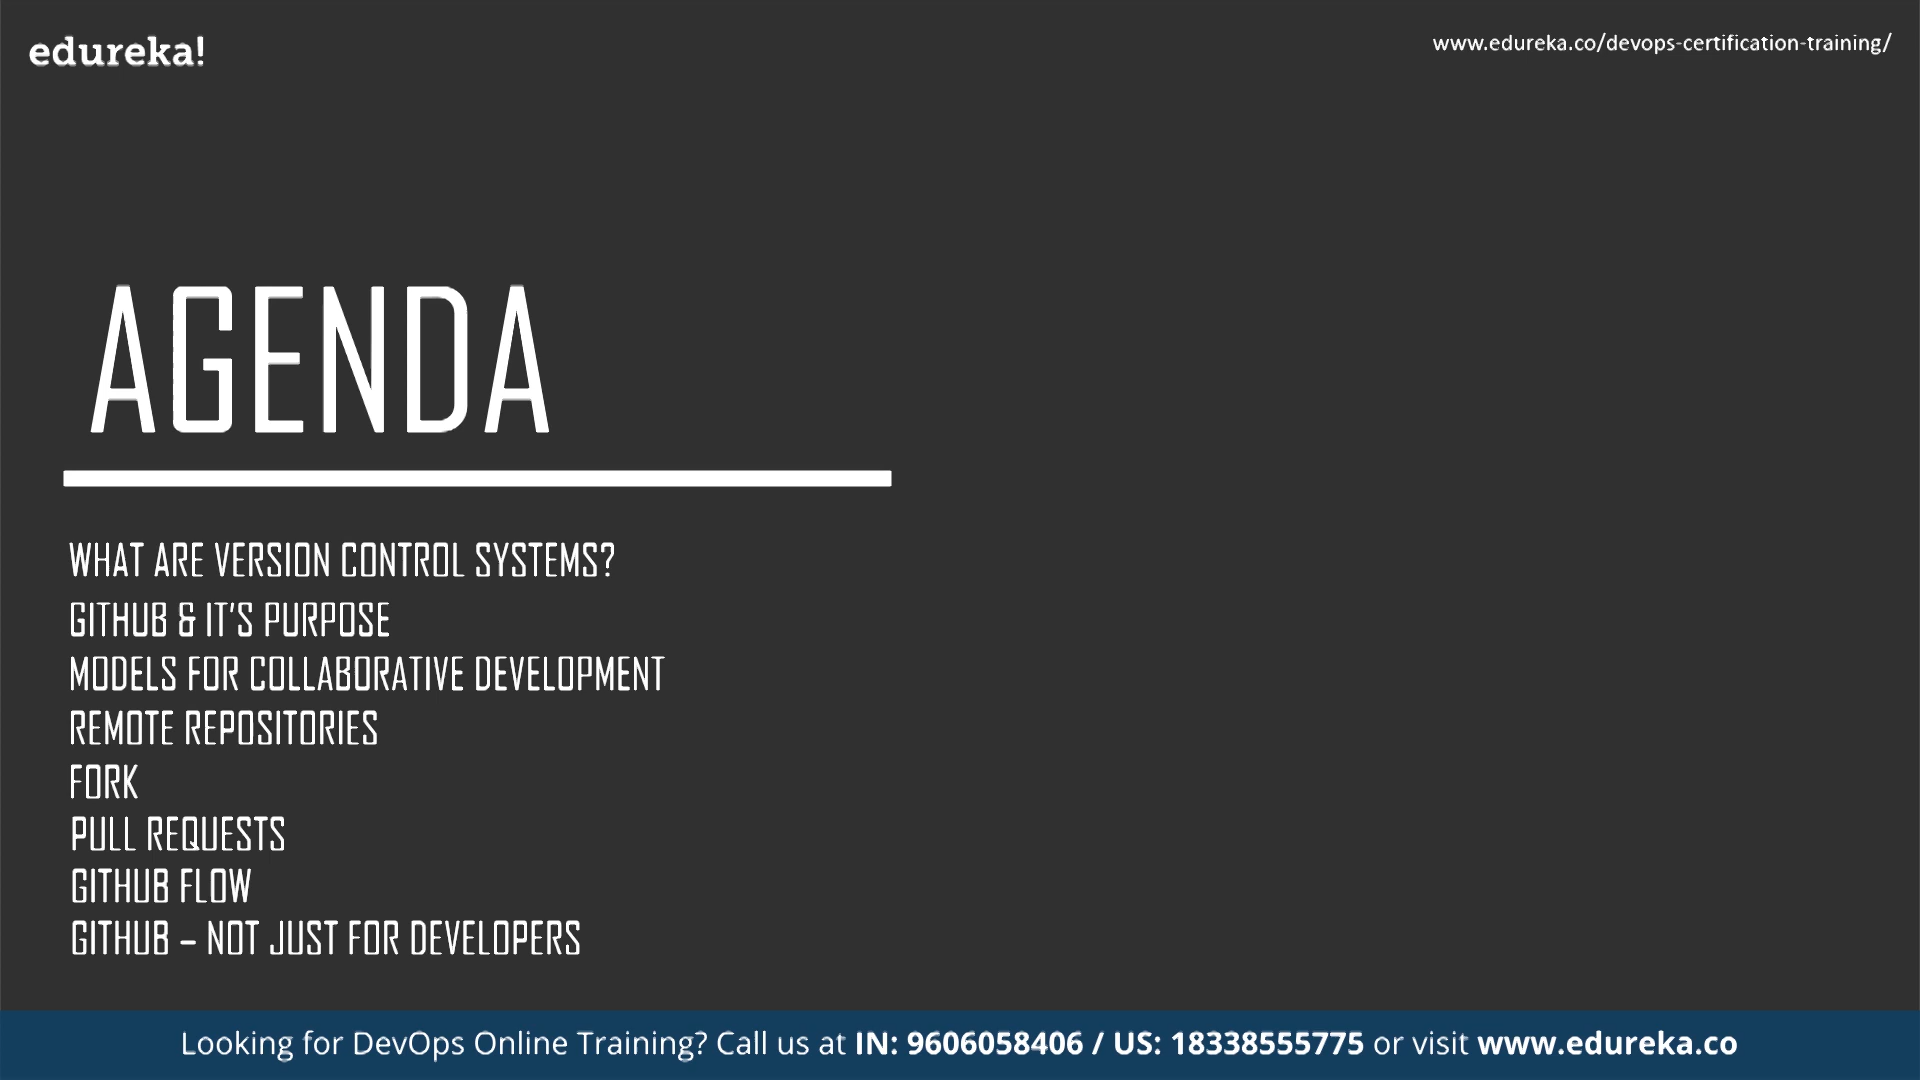 edureka!
www.edureka.co/devops-certification-training/
AGENDA
WHAT ARE VERSION CONTROL SYSTEMS?
GITHUB & IT'S PURPOSE
MODELS FOR COLLABORATIVE DEVELOPMENT
REMOTE REPOSITORIES
FORK
PULL REQUESTS
GITHUB FLOW
GITHUB – NOT JUST FOR DEVELOPERS
Looking for DevOps Online Training? Call us at IN: 9606058406 / US: 18338555775 or visit www.edureka.co